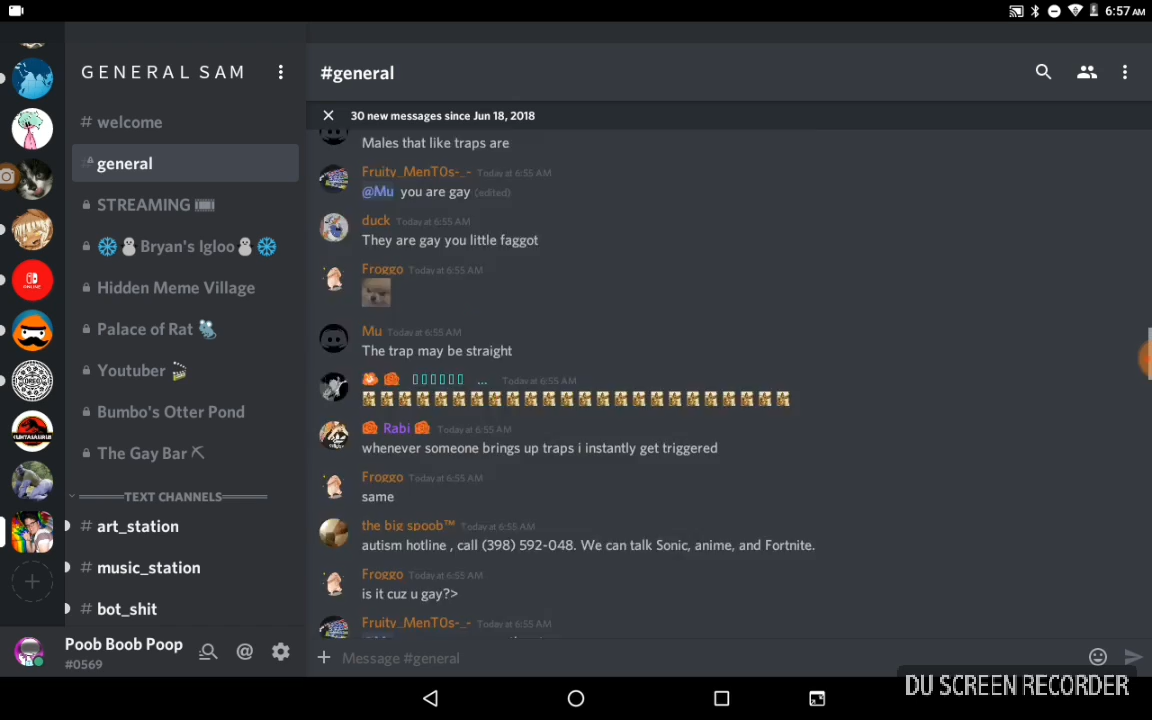 6:57 AM
GENERAL SAM
#general
# welcome
30 new messages since Jun 18, 2018
Males that like traps are
general
Fruity_MenTOs-_- Today at 6:55 AM
@Mu you are gay (edited)
STREAMING
duck Today at 6:55 AM
They are gay you little faggot
Bryan's Igloo
Froggo Today at 6:55 AM
Hidden Meme Village
Palace of Rat
Mu Today at 6:55 AM
The trap may be straight
Youtuber
... Today at 6:55 AM
Bumbo's Otter Pond
Rabi Today at 6:55 AM
whenever someone brings up traps i instantly get triggered
The Gay Bar
Froggo Today at 6:55 AM
same
TEXT CHANNELS
# art_station
the big spoob™ Today at 6:55 AM
autism hotline , call (398) 592-048. We can talk Sonic, anime, and Fortnite.
# music_station
Froggo Today at 6:55 AM
is it cuz u gay?>
# bot_shit
Fruity_MenTOs-_- Today at 6:55 AM
Poob Boob Poop
#0569
Message #general
DU SCREEN RECORDER